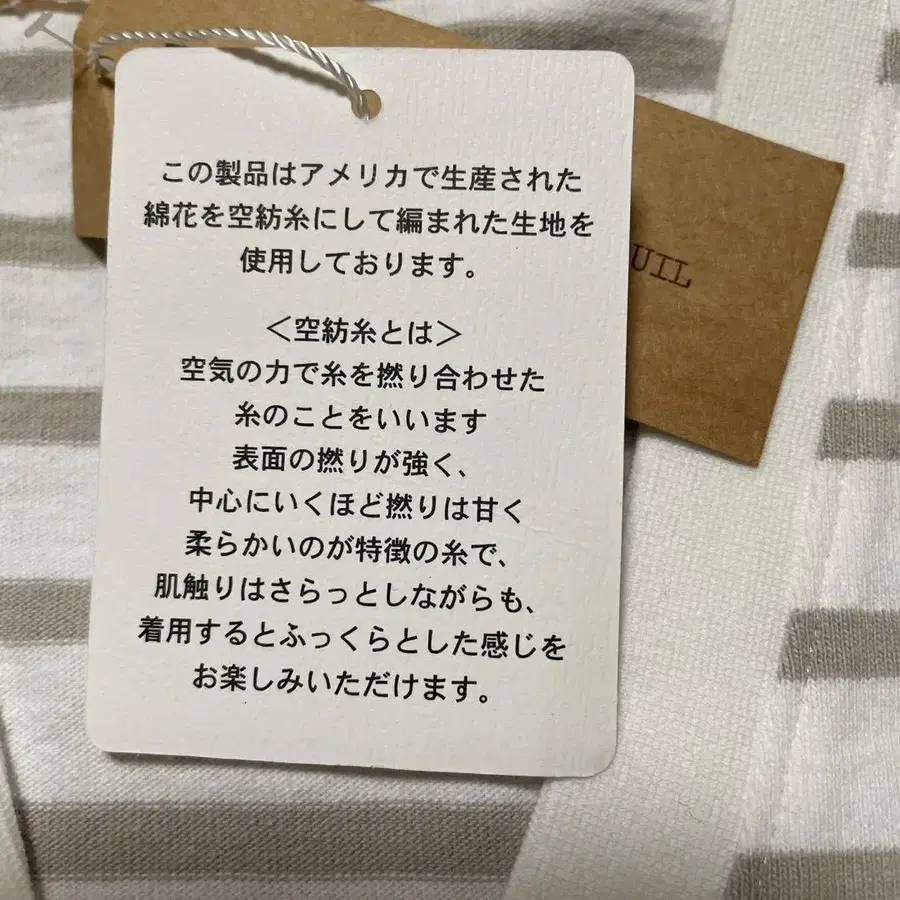 この製品はアメリカで生産された
綿花を空紡糸にして編まれた生地を
使用しております。
＜空紡糸とは＞
空気の力で糸を撚り合わせた
糸のことをいいます
表面の撚りが強く、
中心にいくほど撚りは甘く
柔らかいのが特徴の糸で、
肌触りはさらっとしながらも、
着用するとふっくらとした感じを
お楽しみいただけます。
UIL